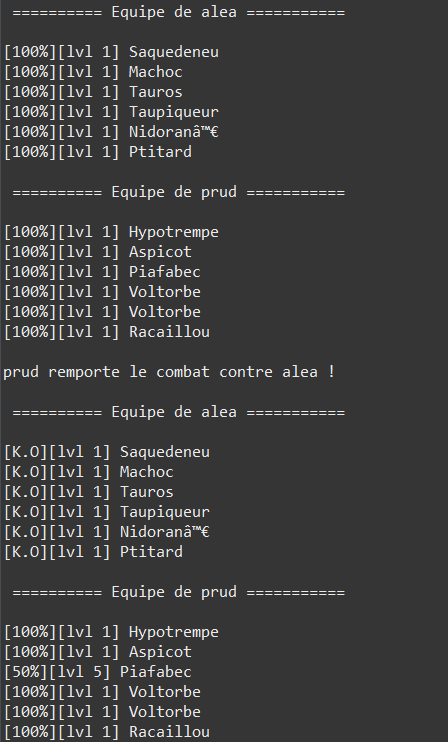 ========== Equipe de alea ===========
[100%][lvl 1] Saquedeneu
[100%][lvl 1] Machoc
[100%][lvl 1] Tauros
[100%][lvl 1] Taupiqueur
[100%][lvl 1] Nidoranâ™€
[100%][lvl 1] Ptitard
========== Equipe de prud ===========
[100%][lvl 1] Hypotrempe
[100%][lvl 1] Aspicot
[100%][lvl 1] Piafabec
[100%][lvl 1] Voltorbe
[100%][lvl 1] Voltorbe
[100%][lvl 1] Racaillou
prud remporte le combat contre alea !
========== Equipe de alea ===========
[K.O][lvl 1] Saquedeneu
[K.O][lvl 1] Machoc
[K.O][lvl 1] Tauros
[K.O][lvl 1] Taupiqueur
[K.O][lvl 1] Nidoranâ™€
[K.O][lvl 1] Ptitard
========== Equipe de prud ===========
[100%][lvl 1] Hypotrempe
[100%][lvl 1] Aspicot
[50%][lvl 5] Piafabec
[100%][lvl 1] Voltorbe
[100%][lvl 1] Voltorbe
[100%][lvl 1] Racaillou